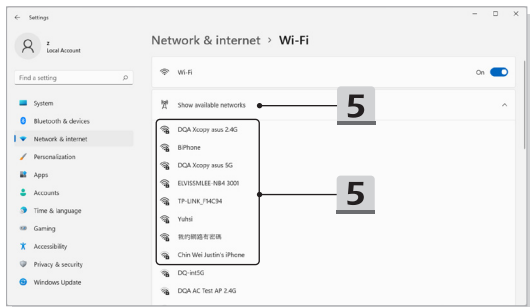 Settings
z
Local Account
Find a setting
System
Bluetooth & devices
Network & internet
Personalization
Apps
Accounts
Time & language
Gaming
Accessibility
Privacy & security
Windows Update
Network & internet > Wi-Fi
Wi-Fi
On
Show available networks
5
DQA Xcopy asus 2.4G
BiPhone
DQA Xcopy asus 5G
ELVISSMLEE-NB4 3001
5
TP-LINK_F14C94
Yuhsi
我的網路有密碼
Chin Wei Justin's iPhone
DQ-int5G
DQA AC Test AP 2.4G